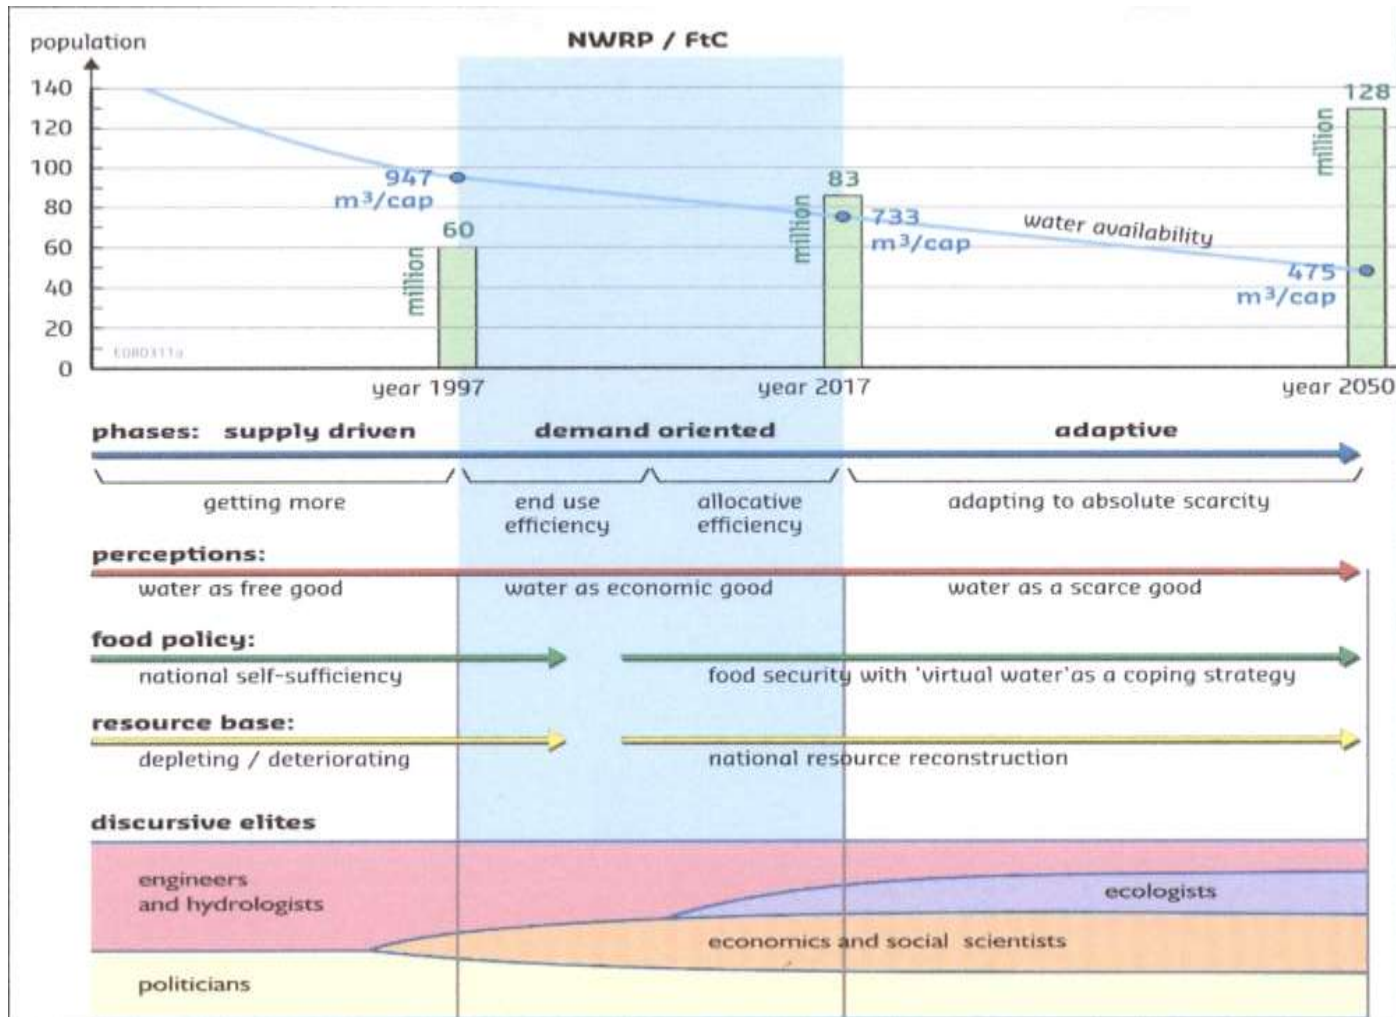 population
NWRP / FtC
140
120
100
80
60
40
20
0
947
m³/cap
60
million
83
million
733
m³/cap
water availability
128
million
475
m³/cap
E080311a
year 1997
year 2017
year 2050
phases: supply driven
demand oriented
adaptive
getting more
end use
efficiency
allocative
efficiency
adapting to absolute scarcity
perceptions:
water as free good
water as economic good
water as a scarce good
food policy:
national self-sufficiency
food security with 'virtual water'as a coping strategy
resource base:
depleting / deteriorating
national resource reconstruction
discursive elites
engineers
and hydrologists
ecologists
economics and social scientists
politicians